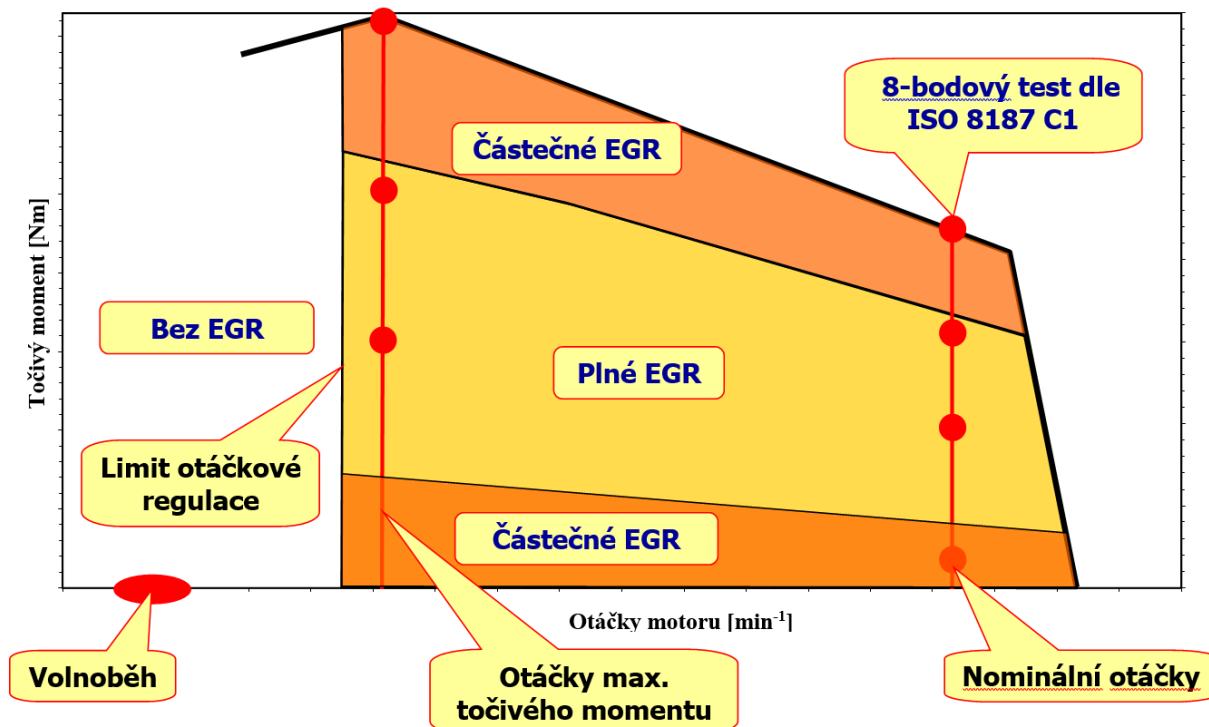 8-bodový test dle
ISO 8187 C1
Částečné EGR
Točivý moment [Nm]
Bez EGR
Plné EGR
Limit otáčkové
regulace
Částečné EGR
Otáčky motoru [min⁻¹]
Volnoběh
Otáčky max.
točivého momentu
Nominální otáčky